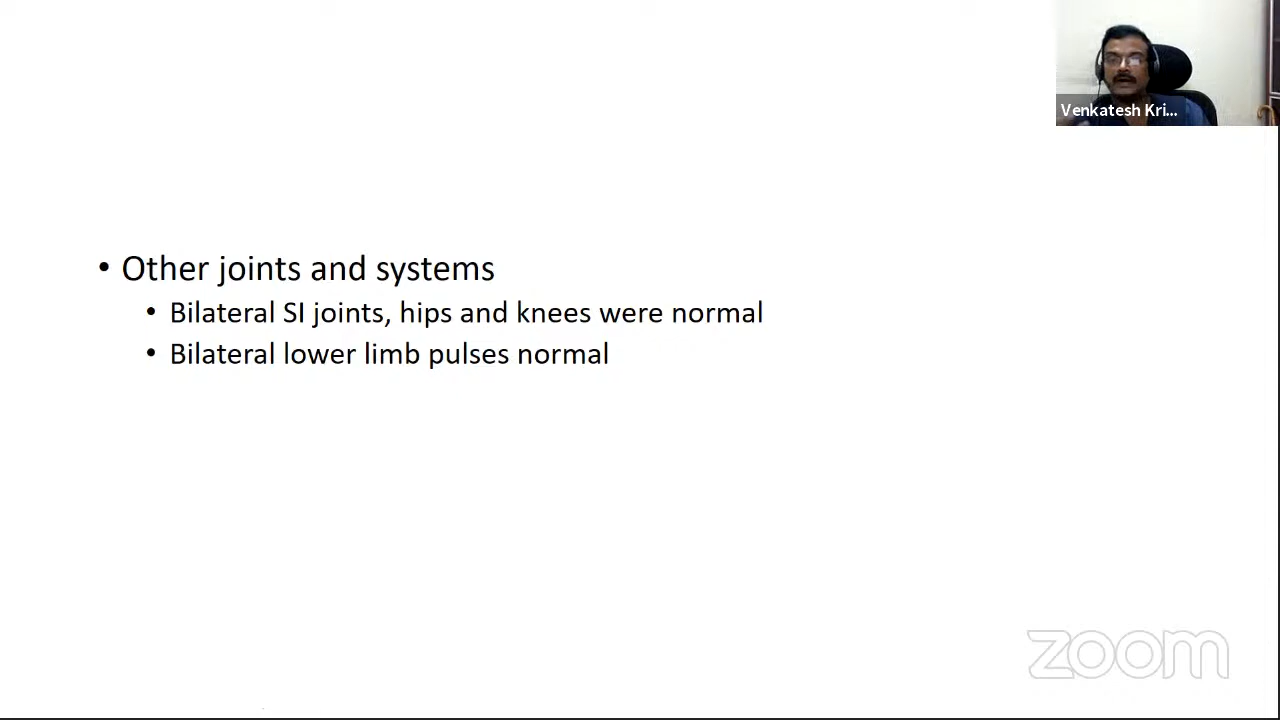 Venkatesh Kri...
• Other joints and systems
• Bilateral SI joints, hips and knees were normal
• Bilateral lower limb pulses normal
zoom